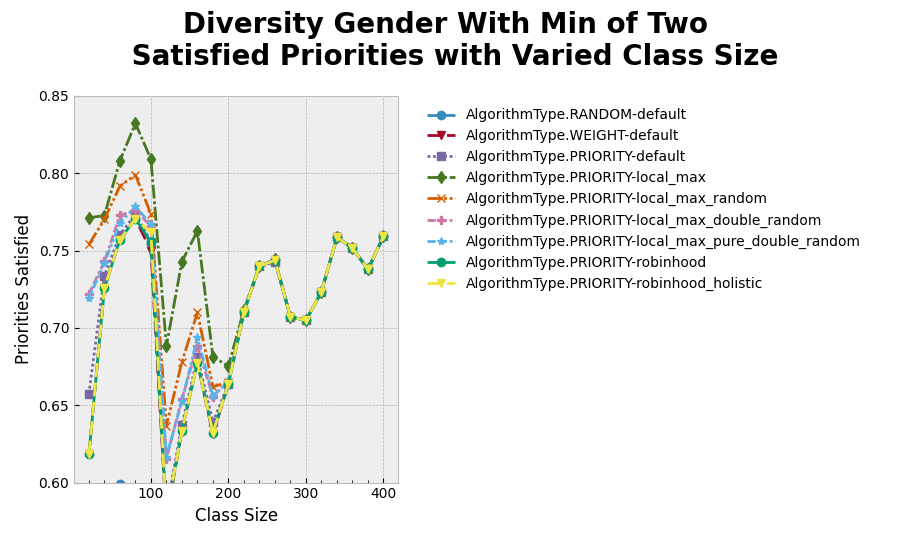 Diversity Gender With Min of Two
Satisfied Priorities with Varied Class Size
0.85
0.80
0.75
0.70
0.65
0.60
Priorities Satisfied
100
200
300
400
Class Size
AlgorithmType.RANDOM-default
AlgorithmType.WEIGHT-default
AlgorithmType.PRIORITY-default
AlgorithmType.PRIORITY-local_max
AlgorithmType.PRIORITY-local_max_random
AlgorithmType.PRIORITY-local_max_double_random
AlgorithmType.PRIORITY-local_max_pure_double_random
AlgorithmType.PRIORITY-robinhood
AlgorithmType.PRIORITY-robinhood_holistic